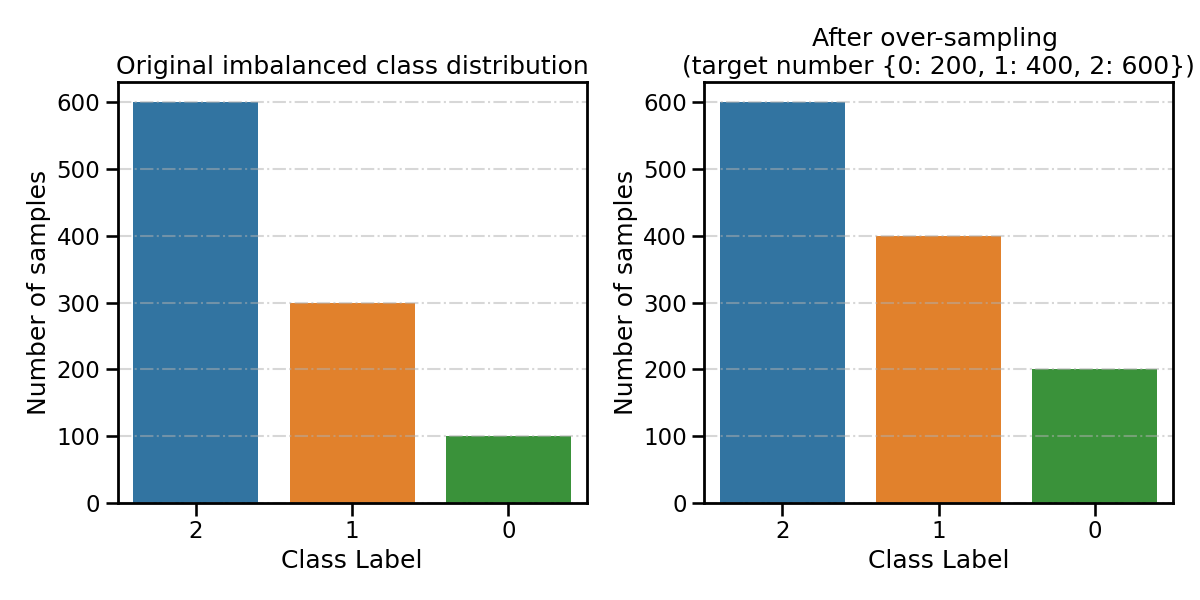 Original imbalanced class distribution
600
500
400
300
200
100
0
Number of samples
2 1 0
Class Label
After over-sampling
(target number {0: 200, 1: 400, 2: 600})
600
500
400
300
200
100
0
Number of samples
2 1 0
Class Label